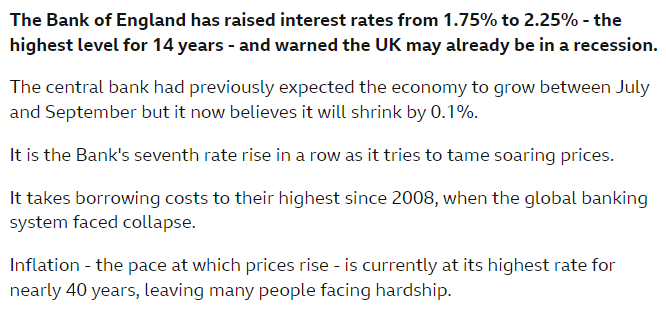 The Bank of England has raised interest rates from 1.75% to 2.25% - the
highest level for 14 years - and warned the UK may already be in a recession.
The central bank had previously expected the economy to grow between July
and September but it now believes it will shrink by 0.1%.
It is the Bank's seventh rate rise in a row as it tries to tame soaring prices.
It takes borrowing costs to their highest since 2008, when the global banking
system faced collapse.
Inflation - the pace at which prices rise - is currently at its highest rate for
nearly 40 years, leaving many people facing hardship.